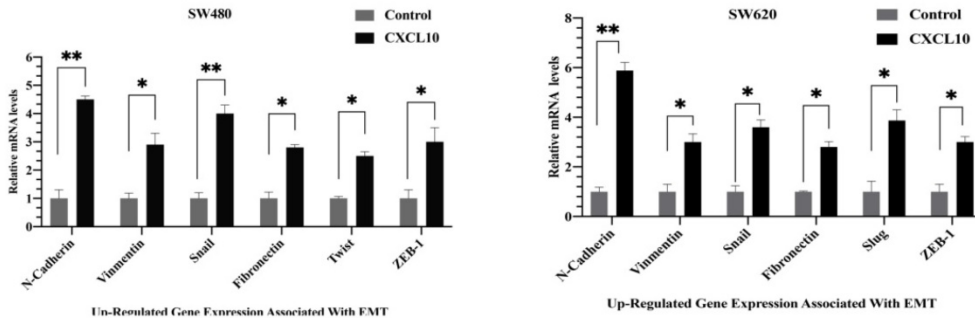 SW480
Control
CXCL10
Relative mRNA levels
6
5
4
3
2
1
0
** * ** * * *
N-Cadherin
Vinmentin
Snail
Fibronectin
Twist
ZEB-1
Up-Regulated Gene Expression Associated With EMT
SW620
Control
CXCL10
Relative mRNA levels
8
6
4
2
0
** * * * * *
N-Cadherin
Vinmentin
Snail
Fibronectin
Slug
ZEB-1
Up-Regulated Gene Expression Associated With EMT